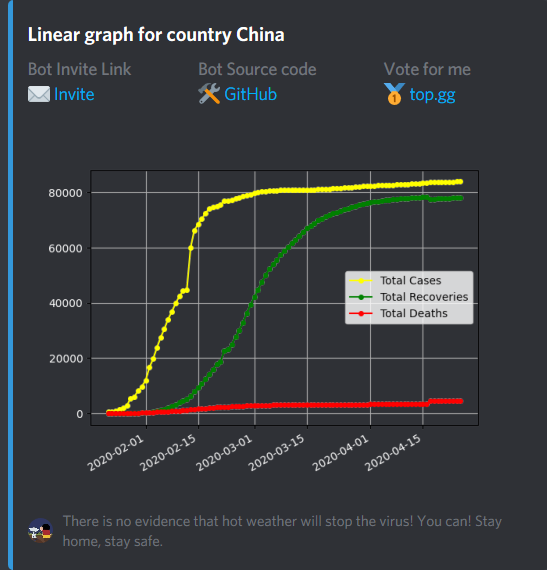 Linear graph for country China
Bot Invite Link Bot Source code Vote for me
Invite GitHub top.gg
80000
60000
40000
20000
0
Total Cases
Total Recoveries
Total Deaths
2020-02-01 2020-02-15 2020-03-01 2020-03-15 2020-04-01 2020-04-15
There is no evidence that hot weather will stop the virus! You can! Stay
home, stay safe.